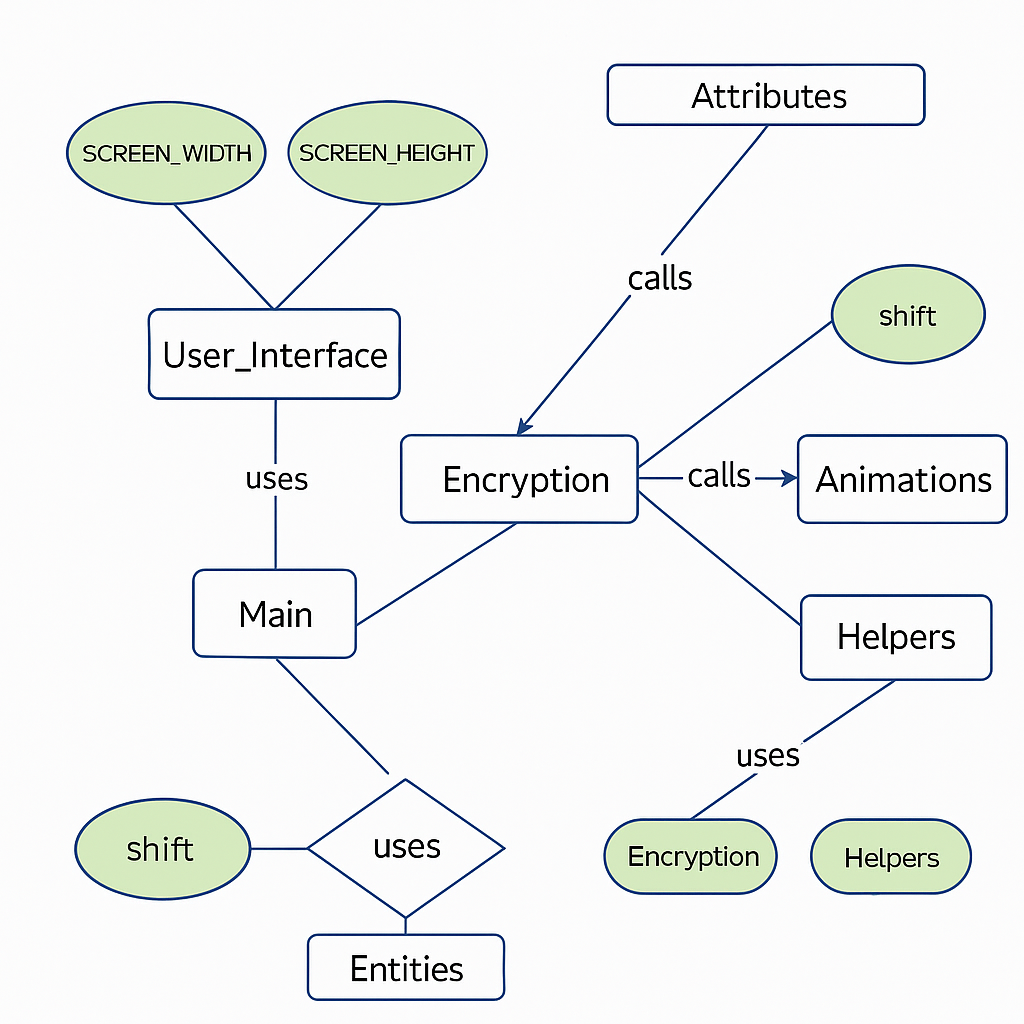 Attributes
SCREEN_WIDTH
SCREEN_HEIGHT
calls
shift
User_Interface
uses
Encryption
calls
Animations
Main
Helpers
uses
shift
uses
Encryption
Helpers
Entities